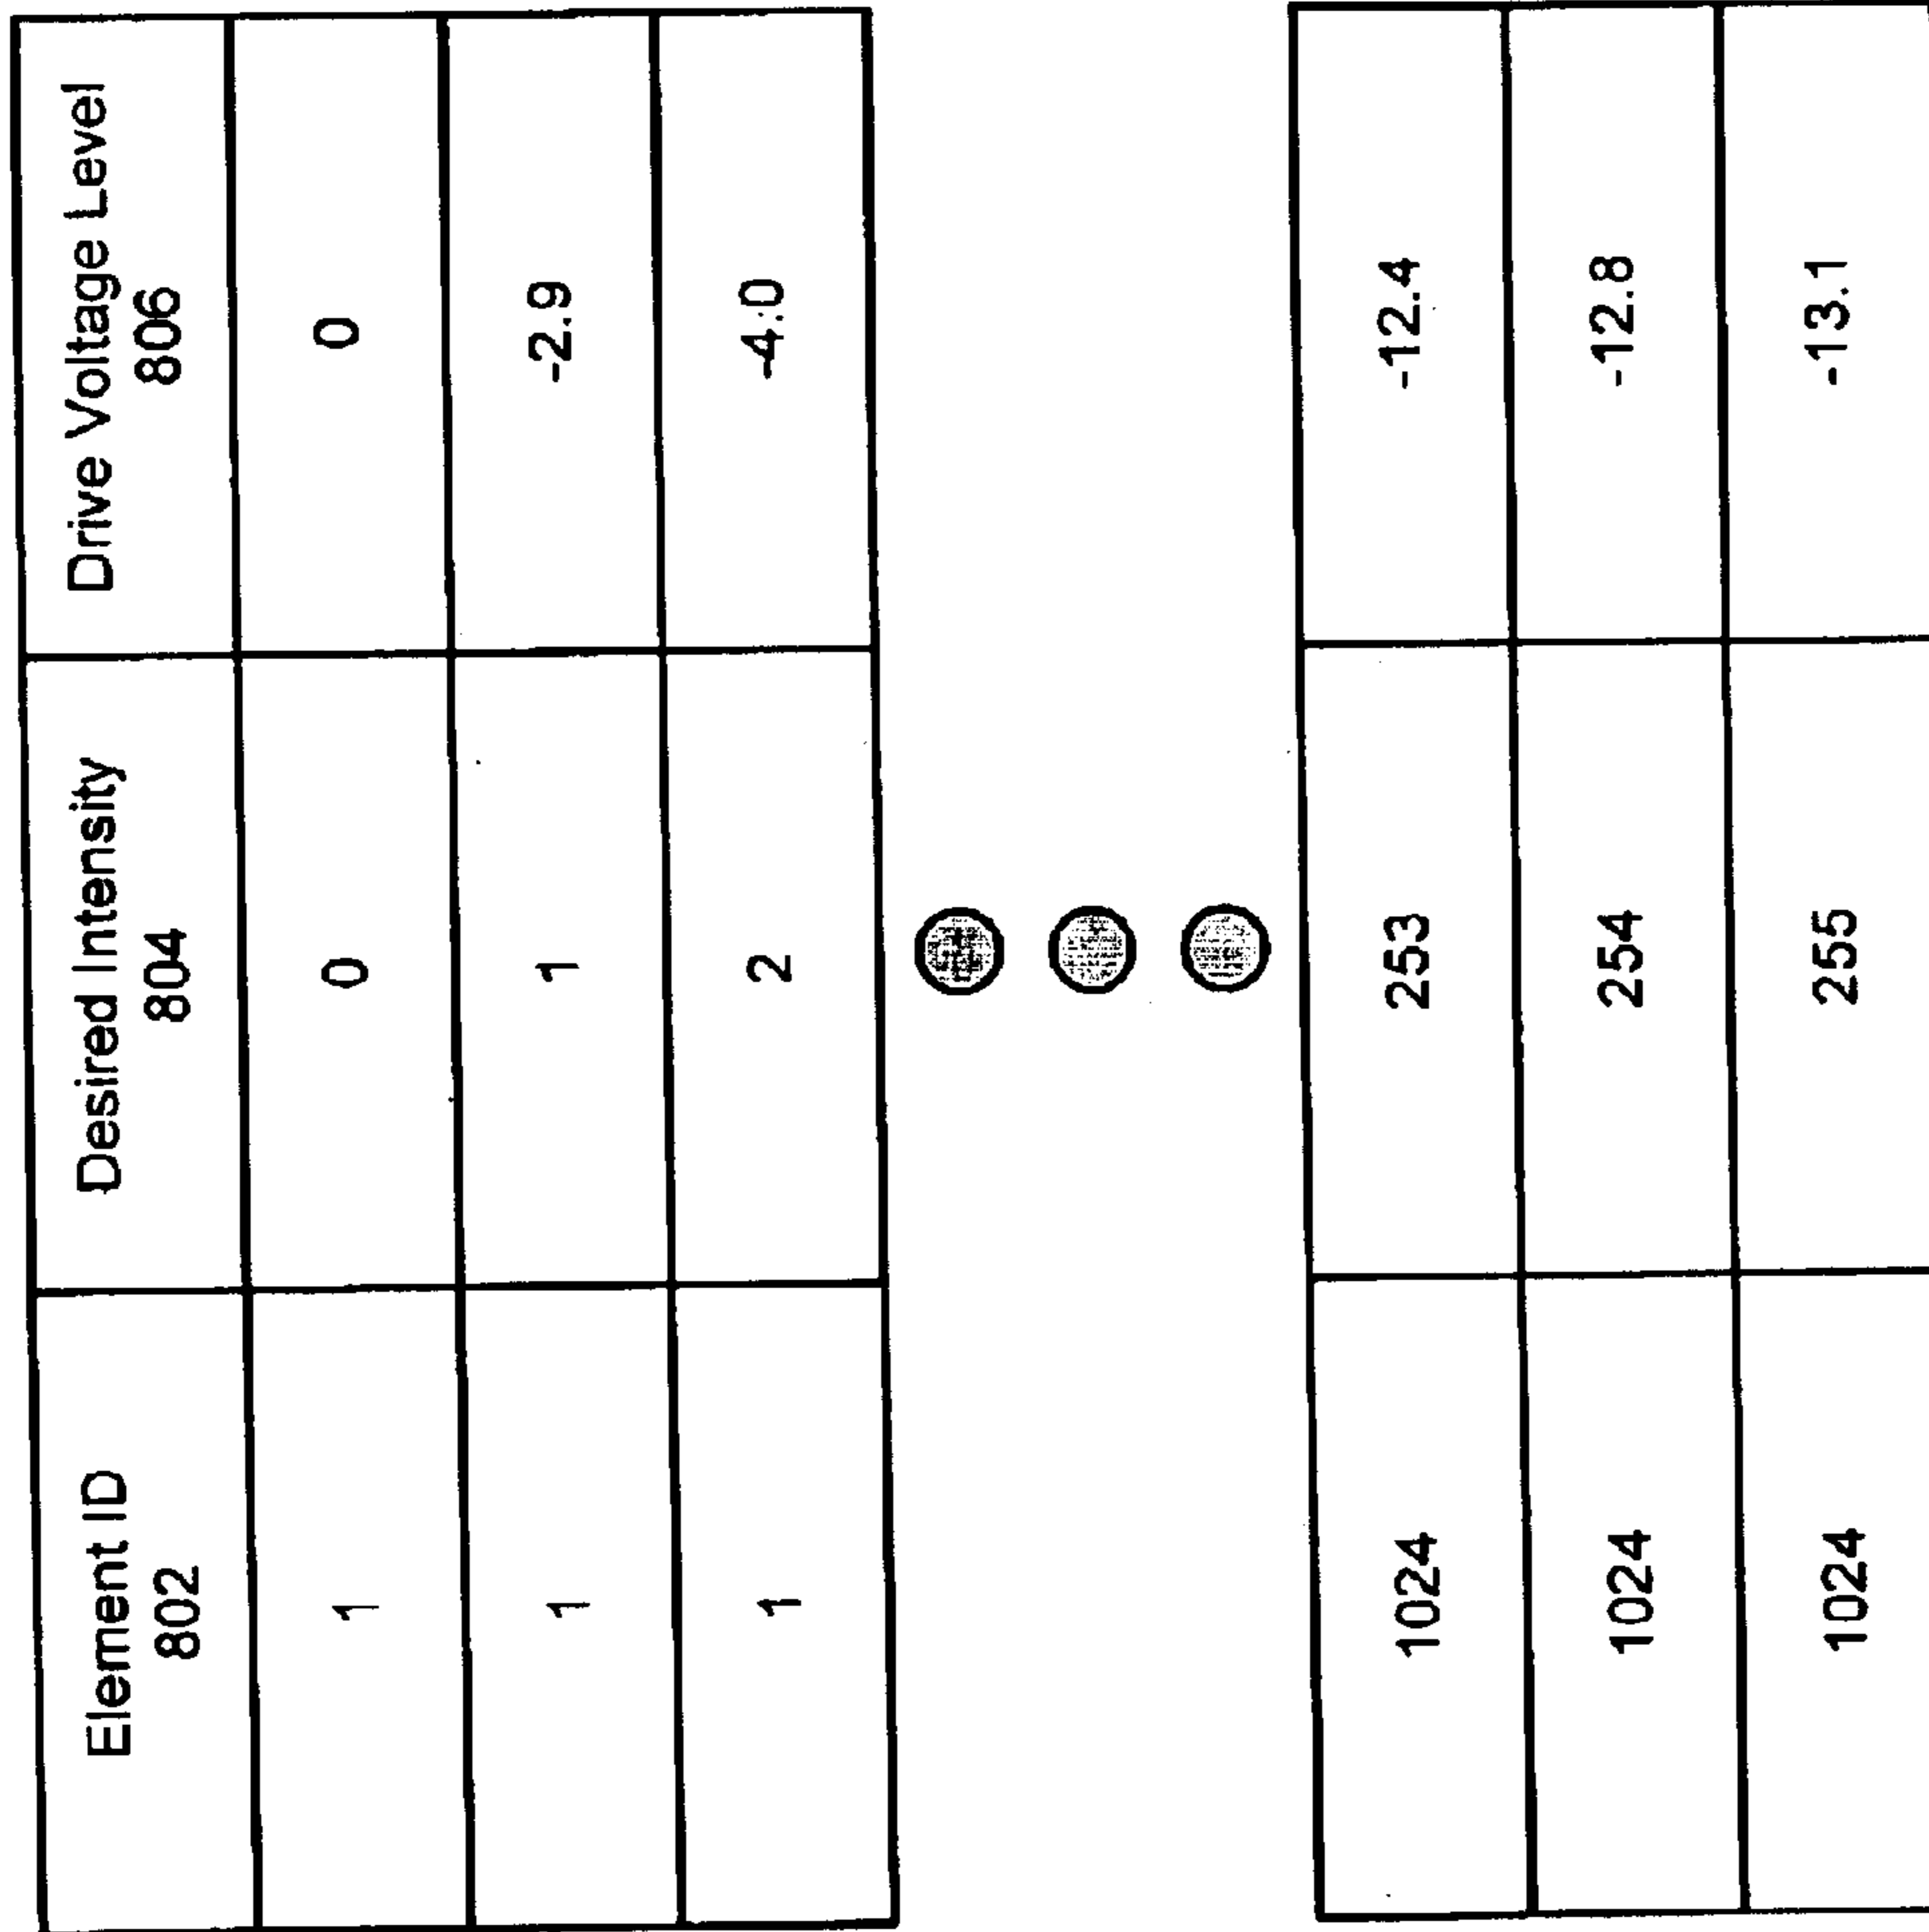 Element ID Desired Intensity Drive Voltage Level
802 804 806
1 0 0
1 1 -2.9
1 2 -4.0
1024 253 -12.4
1024 254 -12.8
1024 255 -13.1